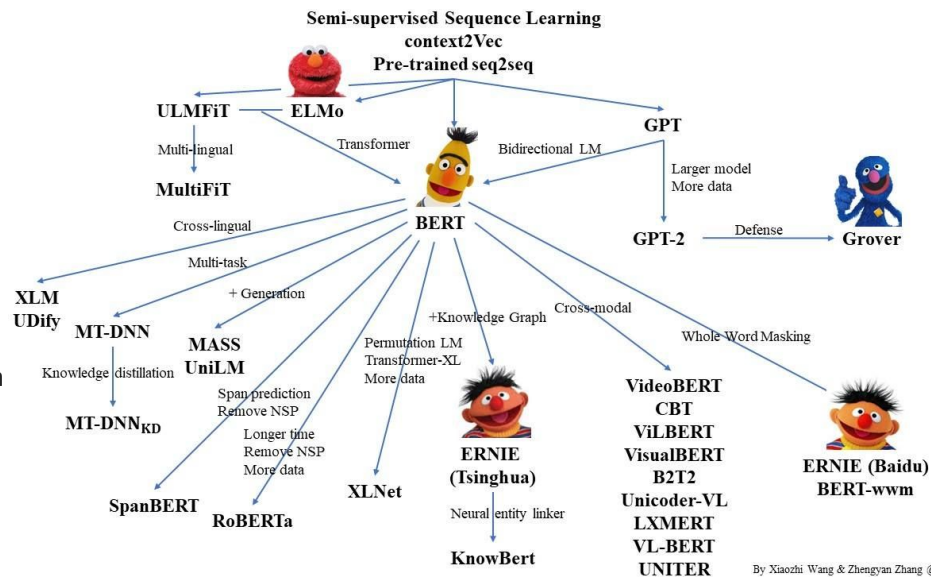 Semi-supervised Sequence Learning
context2Vec
Pre-trained seq2seq
ULMFiT
ELMo
GPT
Multi-lingual
Transformer
Bidirectional LM
Larger model
More data
MultiFiT
Cross-lingual
BERT
GPT-2
Defense
Grover
Multi-task
+ Generation
+Knowledge Graph
Cross-modal
Whole Word Masking
XLM
UDify
MT-DNN
MASS
UniLM
Permutation LM
Transformer-XL
More data
Knowledge distillation
Span prediction
Remove NSP
MT-DNNKD
Longer time
Remove NSP
More data
VideoBERT
CBT
ViLBERT
VisualBERT
B2T2
Unicoder-VL
LXMERT
VL-BERT
UNITER
ERNIE
(Tsinghua)
ERNIE (Baidu)
BERT-wwm
SpanBERT
RoBERTa
XLNet
Neural entity linker
KnowBert
By Xiaozhi Wang & Zhengyan Zhang @